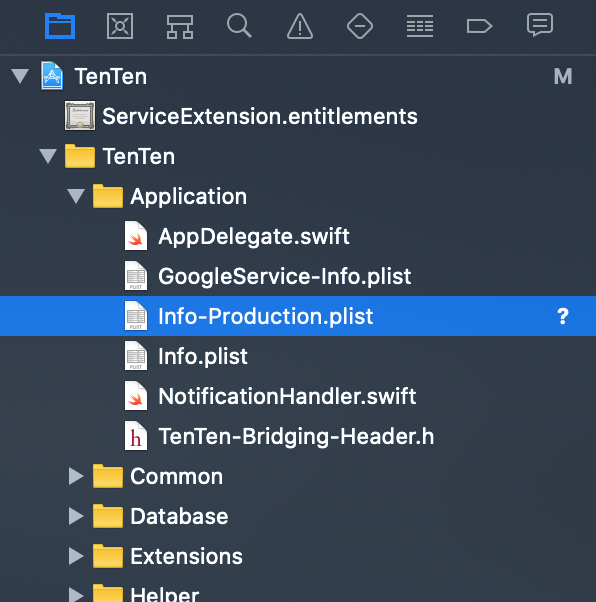 TenTen M
ServiceExtension.entitlements
TenTen
Application
AppDelegate.swift
GoogleService-Info.plist
Info-Production.plist ?
Info.plist
NotificationHandler.swift
h TenTen-Bridging-Header.h
Common
Database
Extensions
Helper